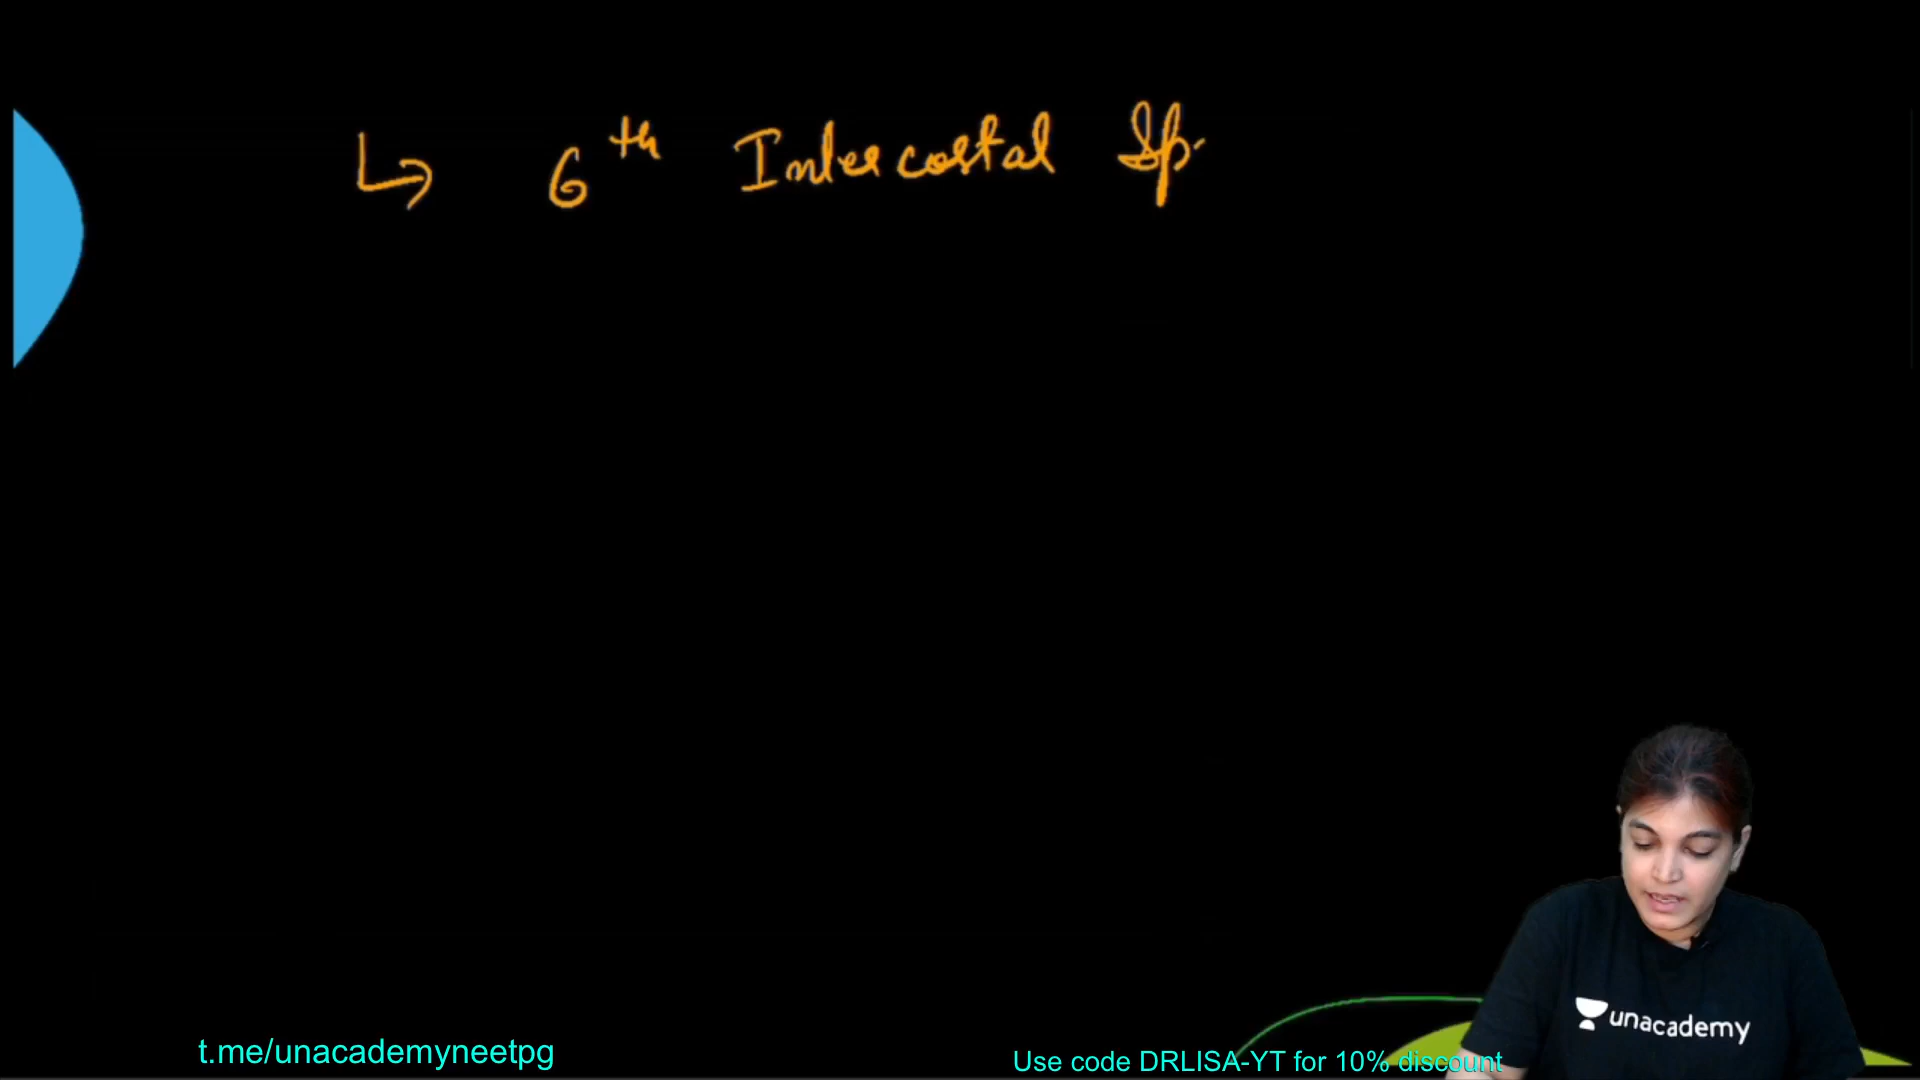 ↳ 6th Intercostal Sp.
unacademy
t.me/unacademyneetpg
Use code DRLISA-YT for 10% discount